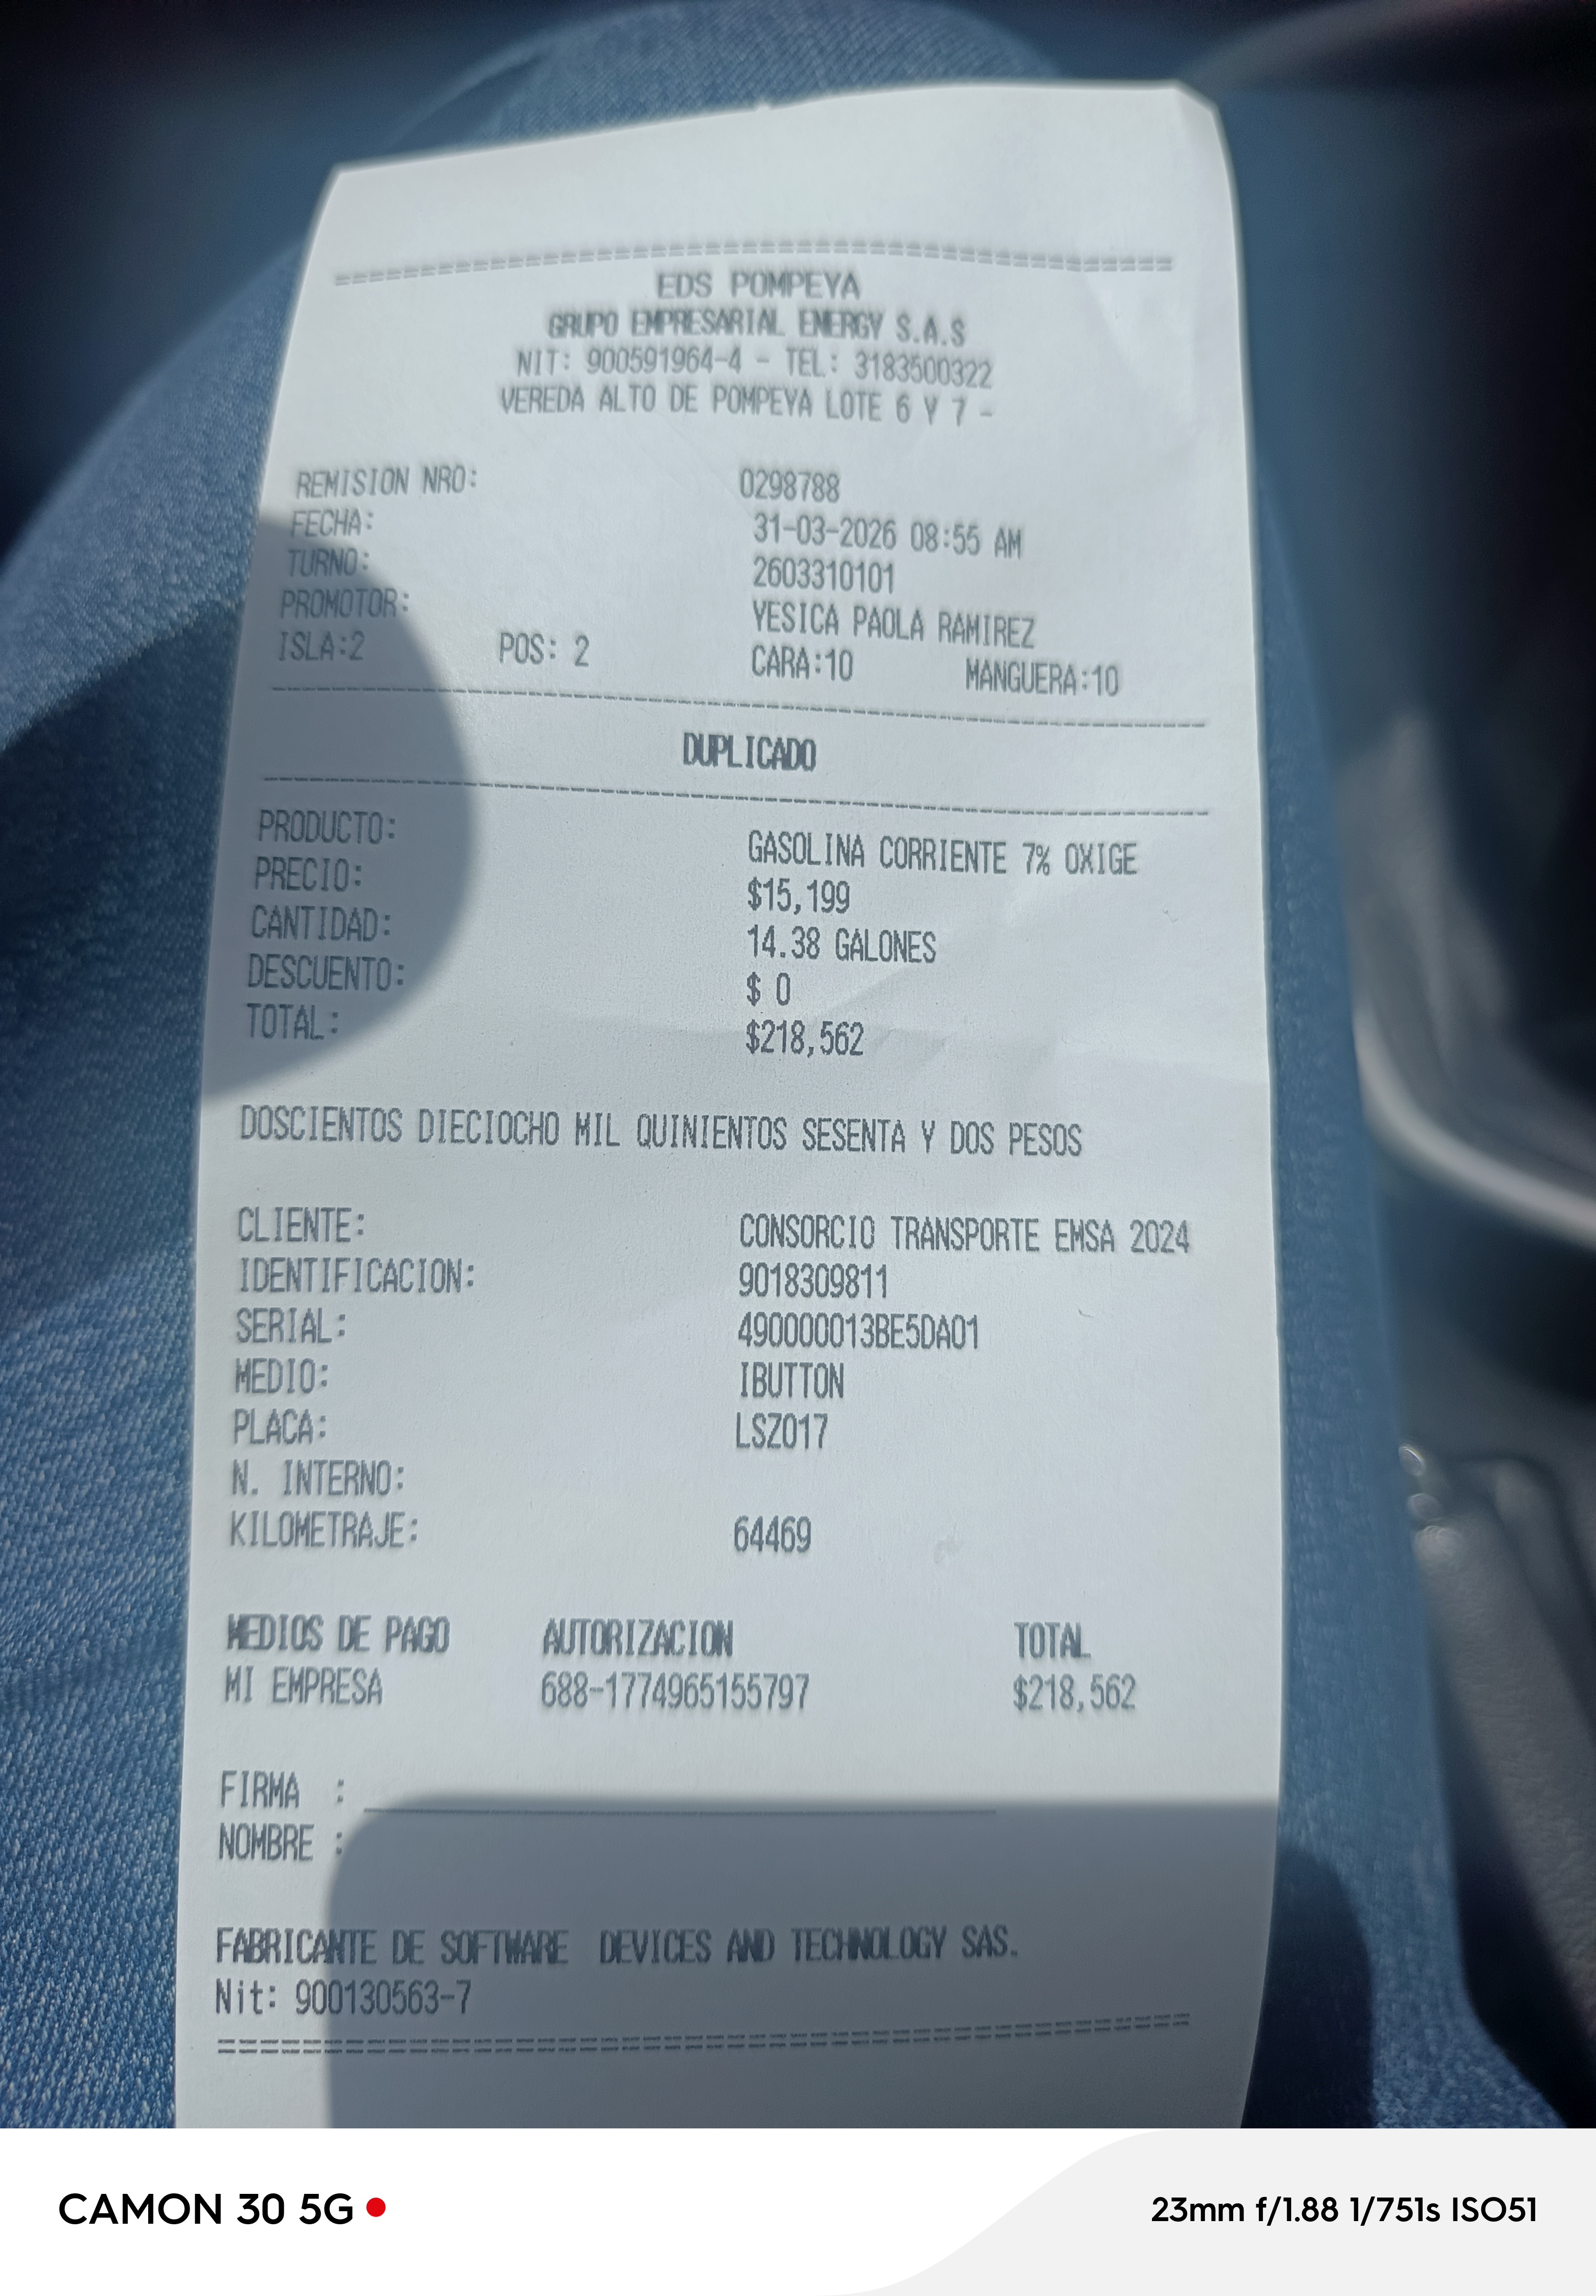 ================================================
EDS POMPEYA
GRUPO EMPRESARIAL ENERGY S.A.S
NIT: 900591964-4 - TEL: 3183500322
VEREDA ALTO DE POMPEYA LOTE 6 Y 7 -
REMISION NRO: 0298788
FECHA: 31-03-2026 08:55 AM
TURNO: 2603310101
PROMOTOR: YESICA PAOLA RAMIREZ
ISLA:2 POS: 2 CARA:10 MANGUERA:10
DUPLICADO
PRODUCTO: GASOLINA CORRIENTE 7% OXIGE
PRECIO: $15,199
CANTIDAD: 14.38 GALONES
DESCUENTO: $ 0
TOTAL: $218,562
DOSCIENTOS DIECIOCHO MIL QUINIENTOS SESENTA Y DOS PESOS
CLIENTE: CONSORCIO TRANSPORTE EMSA 2024
IDENTIFICACION: 9018309811
SERIAL: 490000013BE5DA01
MEDIO: IBUTTON
PLACA: LSZ017
N. INTERNO:
KILOMETRAJE: 64469
MEDIOS DE PAGO AUTORIZACION TOTAL
MI EMPRESA 688-1774965155797 $218,562
FIRMA :
NOMBRE :
FABRICANTE DE SOFTWARE DEVICES AND TECHNOLOGY SAS.
Nit: 900130563-7
================================================
CAMON 30 5G
23mm f/1.88 1/751s ISO51